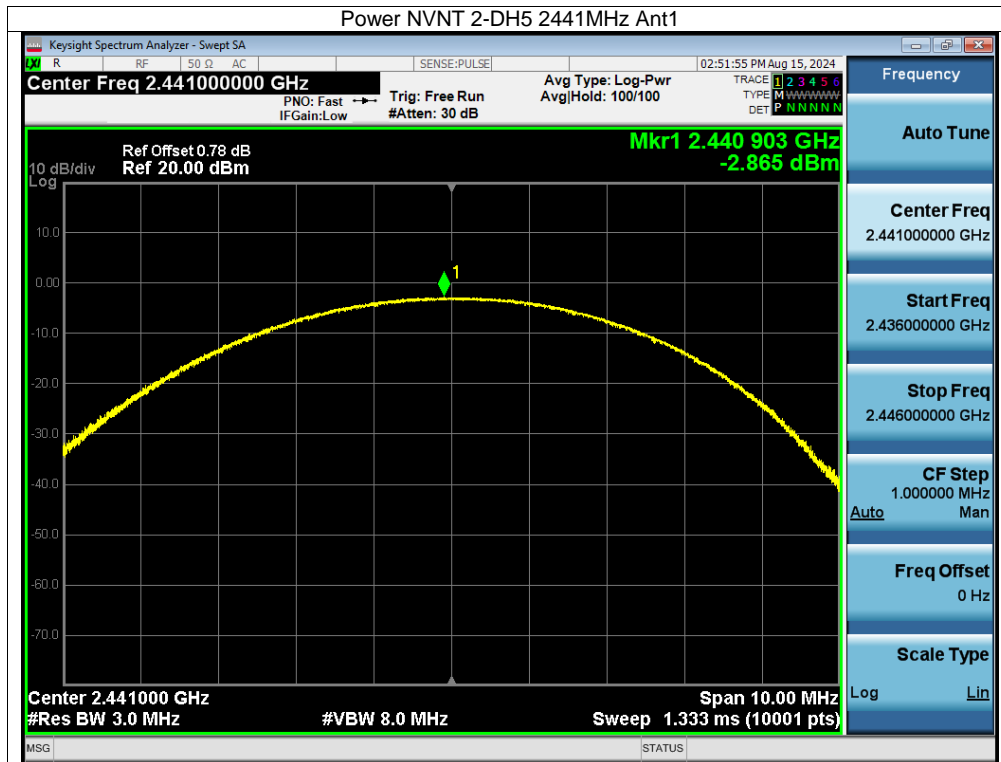 Power NVNT 2-DH5 2441MHz Ant1
Keysight Spectrum Analyzer - Swept SA
LXI R RF 50 Ω AC SENSE:PULSE 02:51:55 PM Aug 15, 2024
Center Freq 2.441000000 GHz
PNO: Fast
IFGain:Low
Trig: Free Run
#Atten: 30 dB
Avg Type: Log-Pwr
Avg|Hold: 100/100
TRACE 1 2 3 4 5 6
TYPE M W W W W W
DET P N N N N N
Mkr1 2.440 903 GHz
-2.865 dBm
Ref Offset 0.78 dB
10 dB/div Ref 20.00 dBm
Log
10.0
0.00
-10.0
-20.0
-30.0
-40.0
-50.0
-60.0
-70.0
1
Center 2.441000 GHz Span 10.00 MHz
#Res BW 3.0 MHz #VBW 8.0 MHz Sweep 1.333 ms (10001 pts)
MSG STATUS
Frequency
Auto Tune
Center Freq
2.441000000 GHz
Start Freq
2.436000000 GHz
Stop Freq
2.446000000 GHz
CF Step
1.000000 MHz
Auto Man
Freq Offset
0 Hz
Scale Type
Log Lin